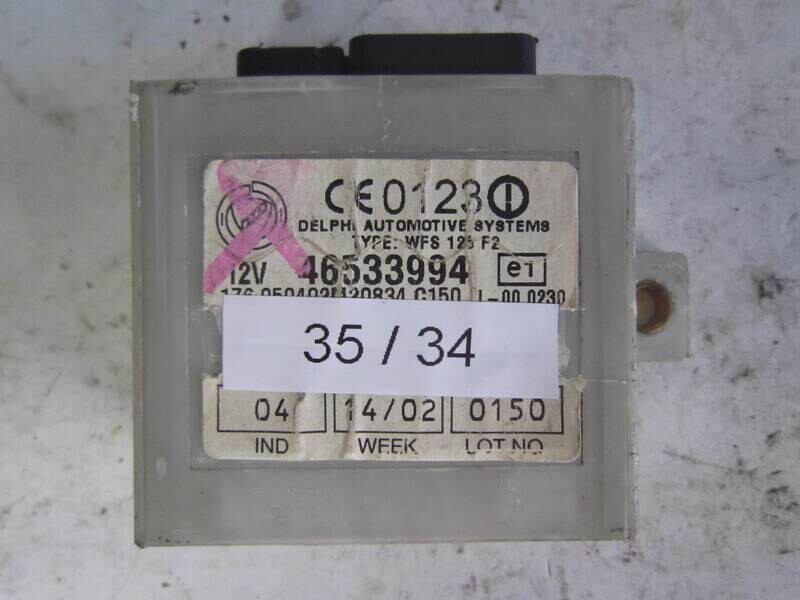 CE0123
DELPHI AUTOMOTIVE SYSTEMS
TYPE: WFS F2
12V 46533994 e1
35 / 34
04 14/02 0150
IND WEEK LOT NO